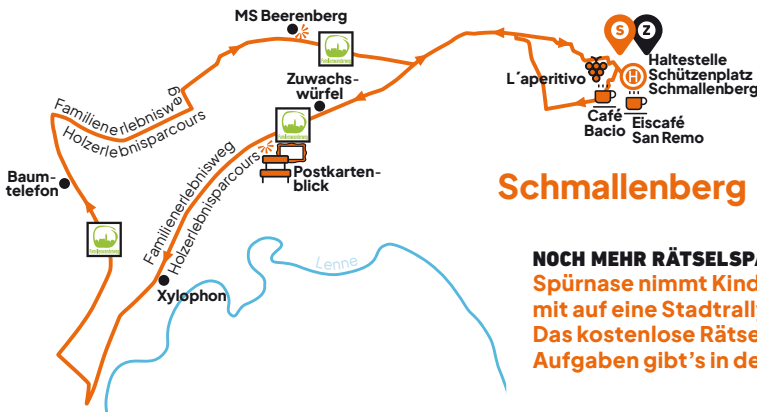 MS Beerenberg
S
Z
Haltestelle
Schützenplatz
Schmallenberg
H
L´aperitivo
Café
Bacio
Eiscafé
San Remo
Zuwachs-
würfel
Familienerlebnisweg
Holzerlebnisparcours
Baum-
telefon
Familienerlebnisweg
Holzerlebnisparcours
Postkarten-
blick
Xylophon
Lenne
Schmallenberg
NOCH MEHR RÄTSELSPA
Spürnase nimmt Kind
mit auf eine Stadtrall
Das kostenlose Rätse
Aufgaben gibt's in de